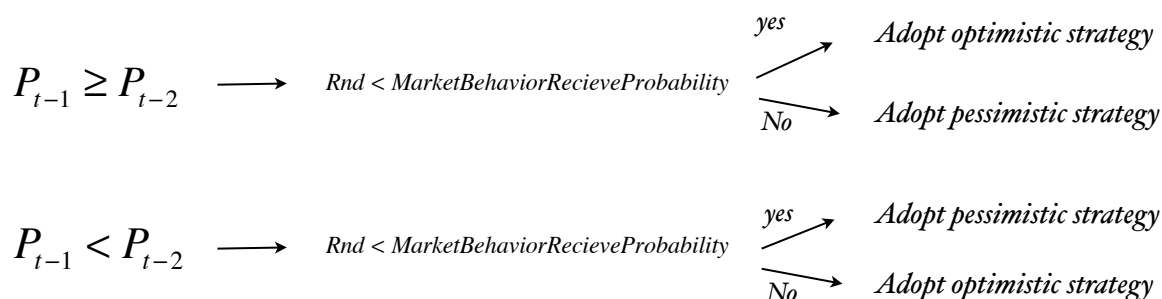 yes
Adopt optimistic strategy
P_{t-1} ≥ P_{t-2}
Rnd < MarketBehaviorRecieveProbability
No
Adopt pessimistic strategy
yes
Adopt pessimistic strategy
P_{t-1} < P_{t-2}
Rnd < MarketBehaviorRecieveProbability
No
Adopt optimistic strategy